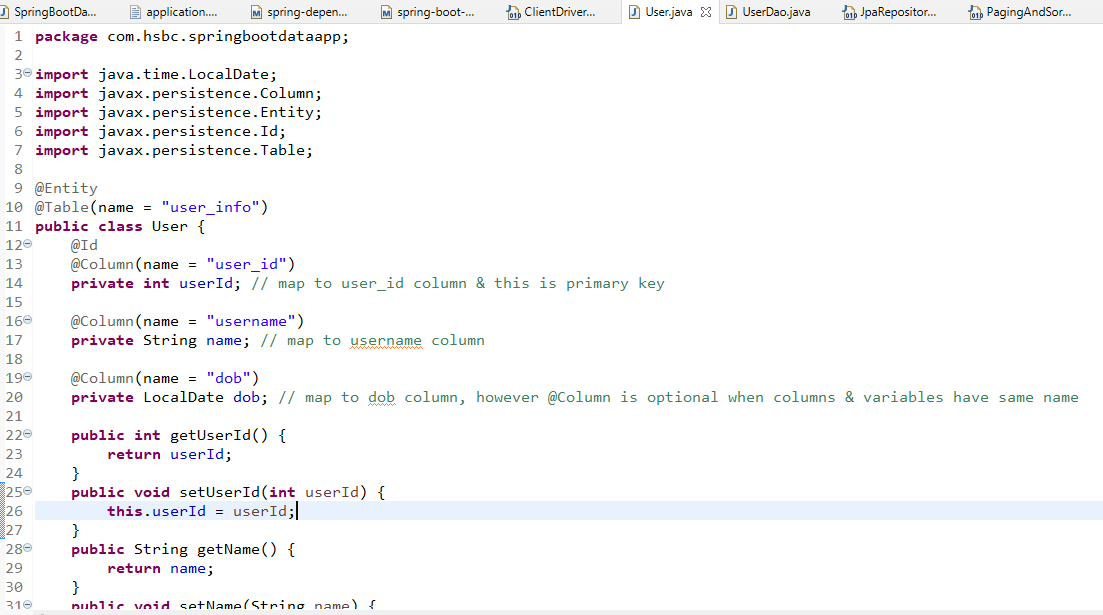 SpringBootDa... application.... spring-depen... spring-boot-... ClientDriver... User.java UserDao.java JpaRepositor... PagingAndSor...
1 package com.hsbc.springbootdataapp;
2
3 import java.time.LocalDate;
4 import javax.persistence.Column;
5 import javax.persistence.Entity;
6 import javax.persistence.Id;
7 import javax.persistence.Table;
8
9 @Entity
10 @Table(name = "user_info")
11 public class User {
12 @Id
13 @Column(name = "user_id")
14 private int userId; // map to user_id column & this is primary key
15
16 @Column(name = "username")
17 private String name; // map to username column
18
19 @Column(name = "dob")
20 private LocalDate dob; // map to dob column, however @Column is optional when columns & variables have same name
21
22 public int getUserId() {
23 return userId;
24 }
25 public void setUserId(int userId) {
26 this.userId = userId;
27 }
28 public String getName() {
29 return name;
30 }
31 public void setName(String name) {